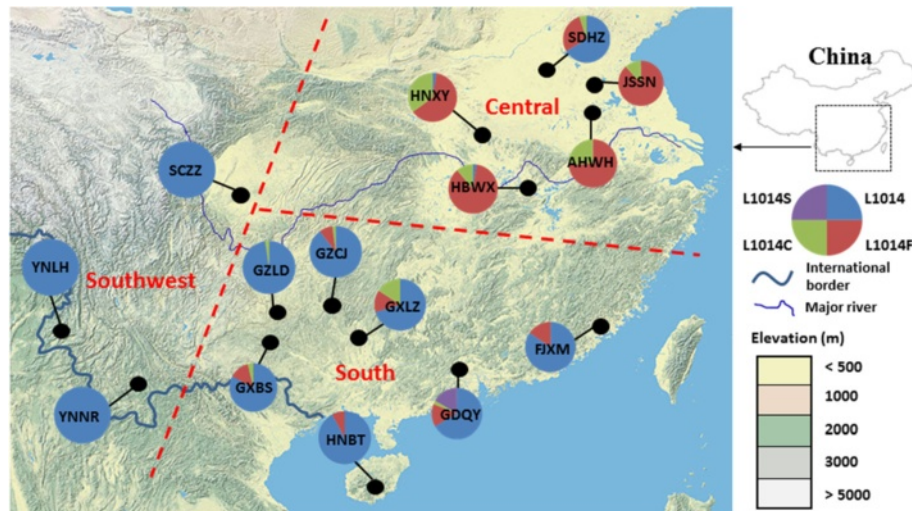 SDHZ
JSSN
HNXY
Central
AHWH
SCZZ
HBWX
YNLH
Southwest
GZLD
GZCJ
GXLZ
FJXM
South
GXBS
GDQY
YNNR
HNBT
China
L1014S
L1014
L1014C
L1014F
International
border
Major river
Elevation (m)
< 500
1000
2000
3000
> 5000